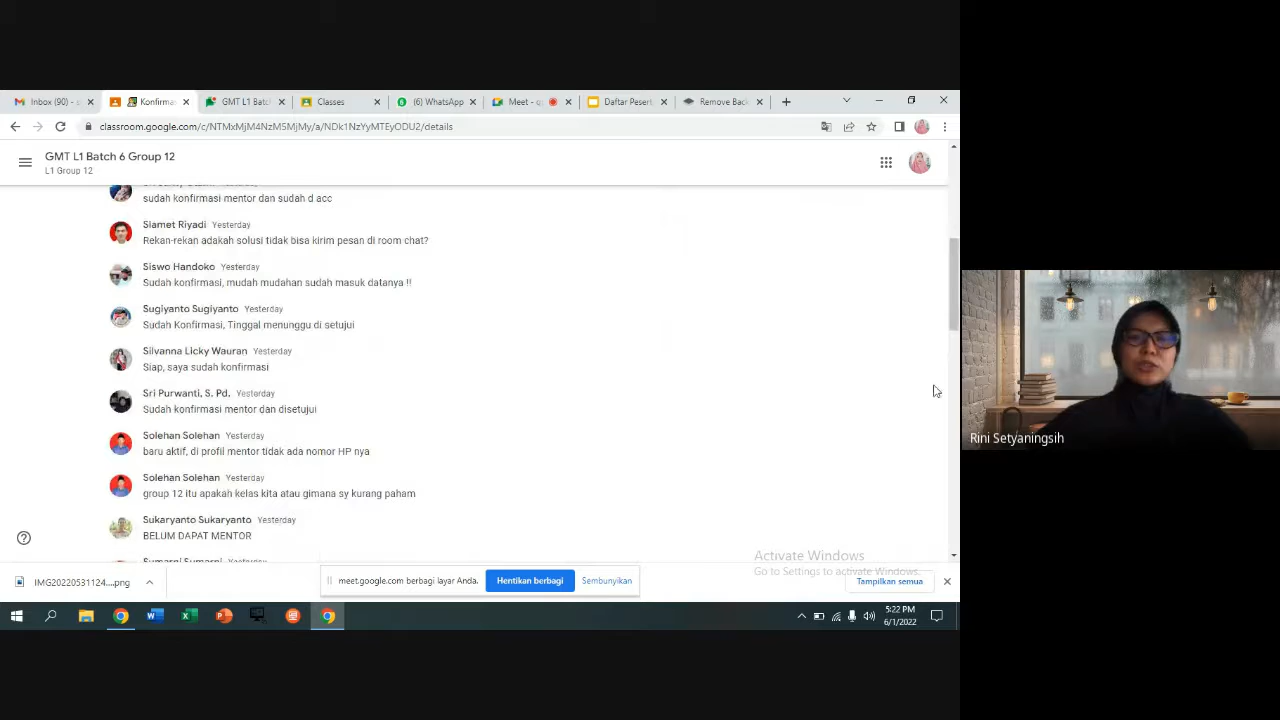 Inbox (90) -
Konfirma
GMT L1 Batc
Classes
(6) WhatsApp
Meet -
Daftar Pesert
Remove Bac
classroom.google.com/c/NTMxMjM4NzM5MjMy/a/NDk1NzYyMTEyODU2/details
GMT L1 Batch 6 Group 12
L1 Group 12
sudah konfirmasi mentor dan sudah d acc
Slamet Riyadi Yesterday
Rekan-rekan adakah solusi tidak bisa kirim pesan di room chat?
Siswo Handoko Yesterday
Sudah konfirmasi, mudah mudahan sudah masuk datanya !!
Sugiyanto Sugiyanto Yesterday
Sudah Konfirmasi, Tinggal menunggu di setujui
Silvanna Licky Wauran Yesterday
Siap, saya sudah konfirmasi
Sri Purwanti, S. Pd. Yesterday
Sudah konfirmasi mentor dan disetujui
Solehan Solehan Yesterday
baru aktif, di profil mentor tidak ada nomor HP nya
Solehan Solehan Yesterday
group 12 itu apakah kelas kita atau gimana sy kurang paham
Sukaryanto Sukaryanto Yesterday
BELUM DAPAT MENTOR
Sumarni Sumarni Yesterday
Rini Setyaningsih
Activate Windows
Go to Settings to activate Windows.
IMG20220531124....png
meet.google.com berbagi layar Anda.
Hentikan berbagi
Sembunyikan
Tampilkan semua
5:22 PM
6/1/2022